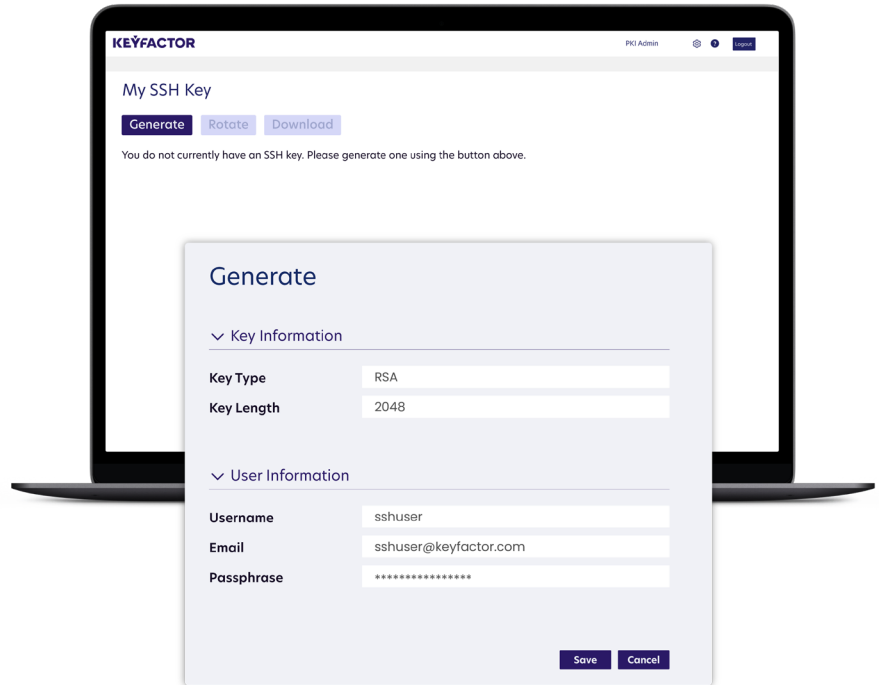 KEYFACTOR
PKI Admin
?
Logout
My SSH Key
Generate Rotate Download
You do not currently have an SSH key. Please generate one using the button above.
Generate
Key Information
Key Type RSA
Key Length 2048
User Information
Username sshuser
Email sshuser@keyfactor.com
Passphrase ****************
Save Cancel